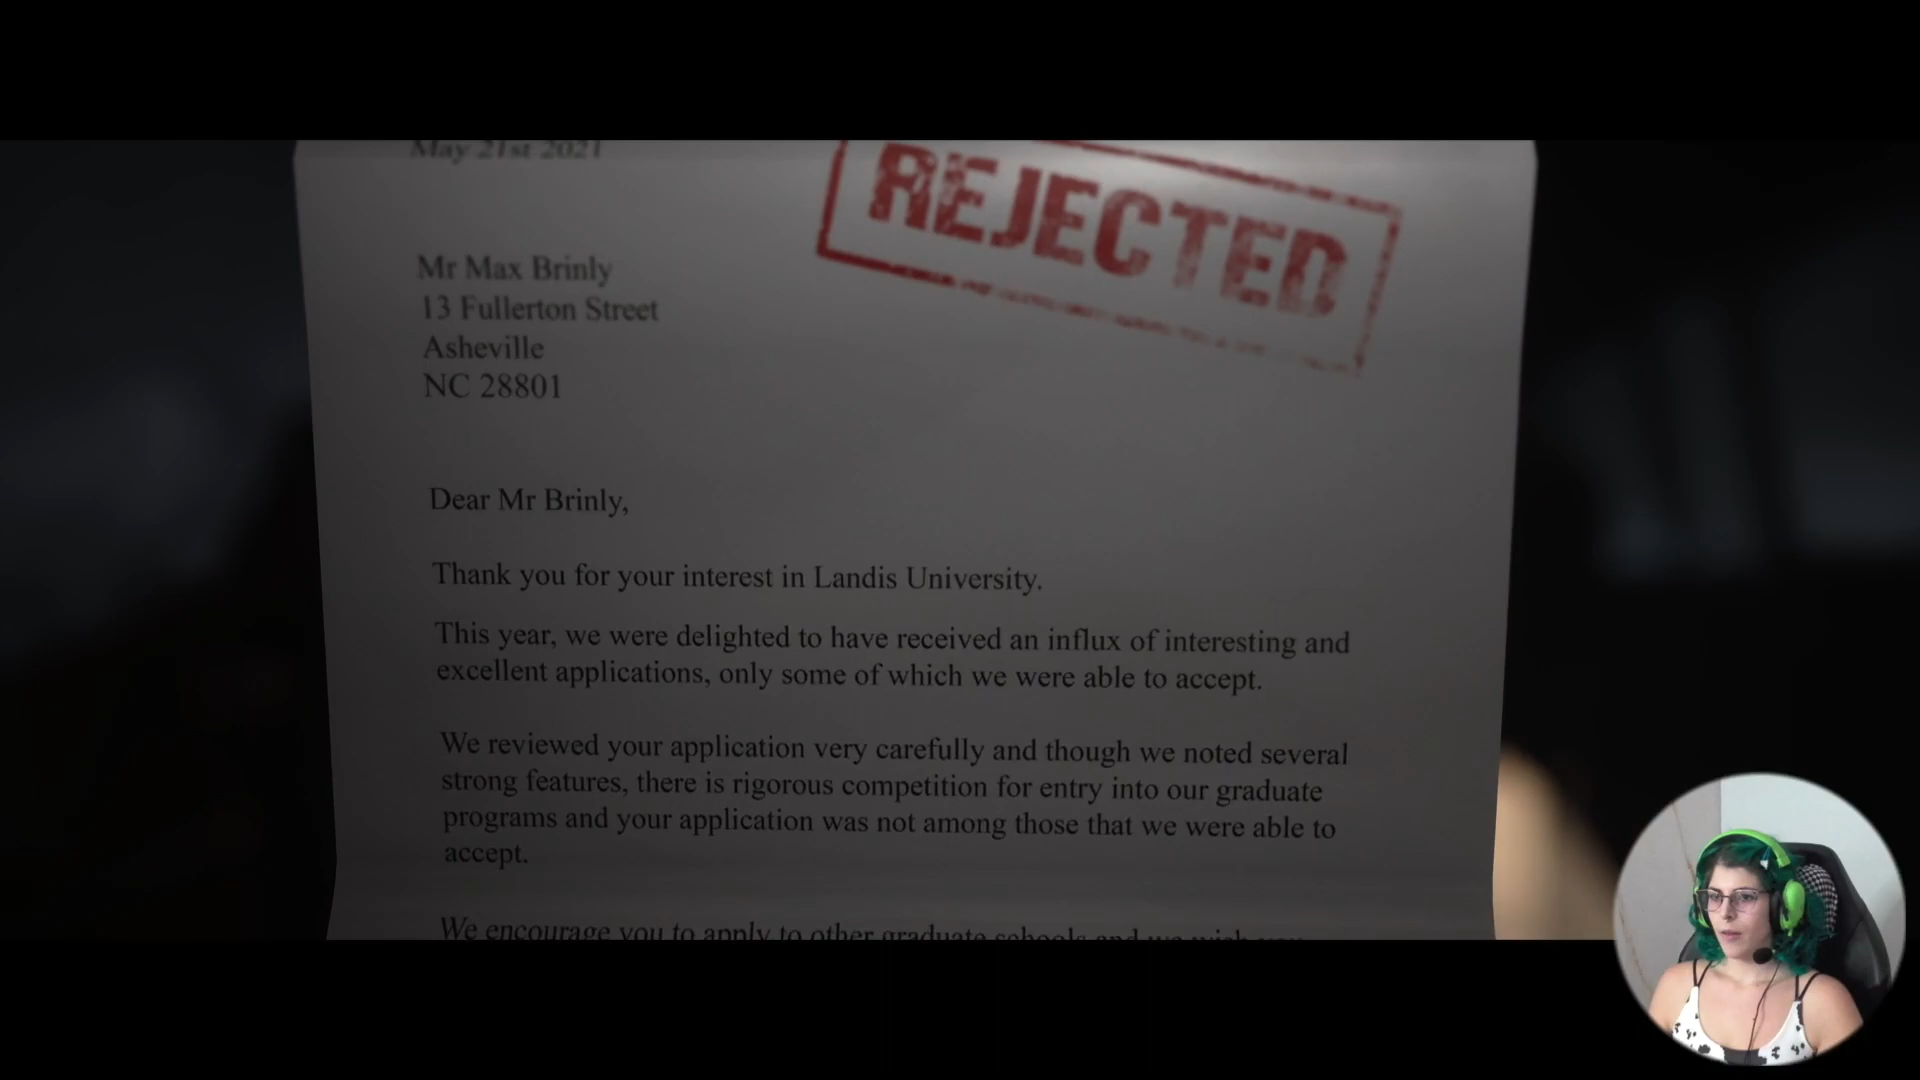 May 21st 2021
REJECTED
Mr Max Brinly
13 Fullerton Street
Asheville
NC 28801
Dear Mr Brinly,
Thank you for your interest in Landis University.
This year, we were delighted to have received an influx of interesting and
excellent applications, only some of which we were able to accept.
We reviewed your application very carefully and though we noted several
strong features, there is rigorous competition for entry into our graduate
programs and your application was not among those that we were able to
accept.
We encourage you to apply to other graduate schools and we wish you